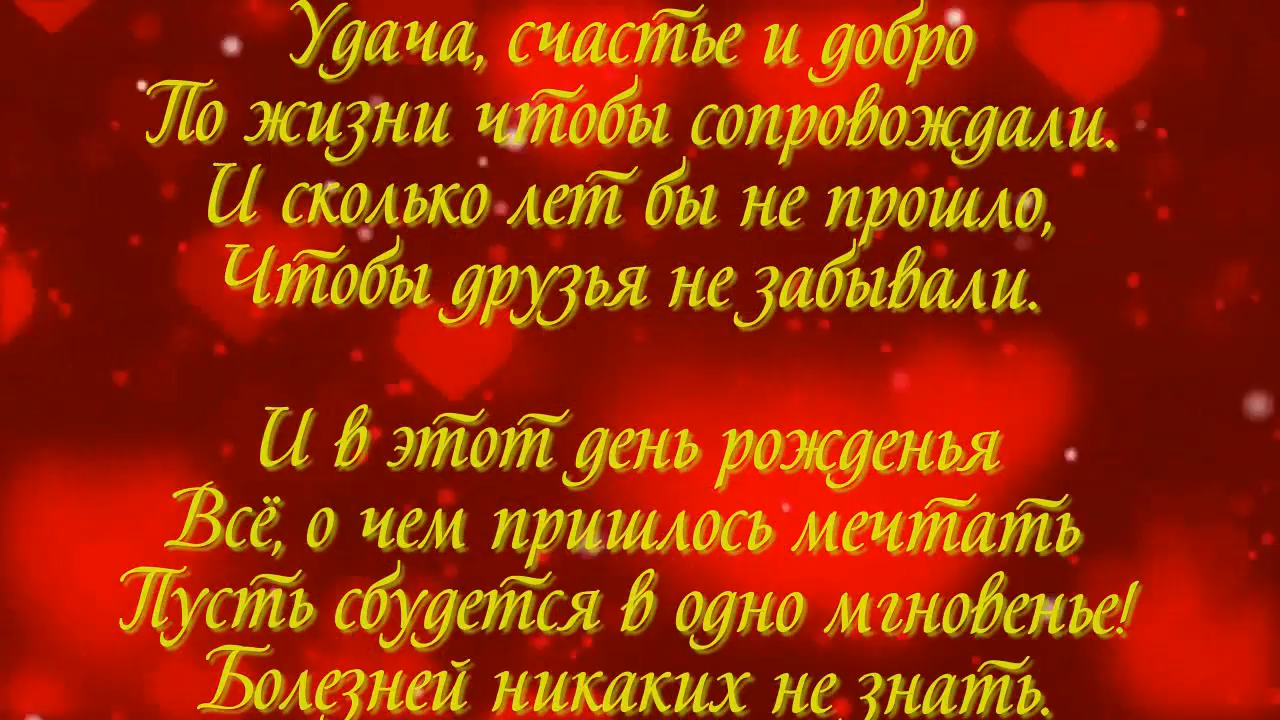 Удача, счастье и добро
По жизни чтобы сопровождали.
И сколько лет бы не прошло,
Чтобы друзья не забывали.
И в этот день рожденья
Всё, о чем пришлось мечтать
Пусть сбудется в одно мгновенье!
Болезней никаких не знать.